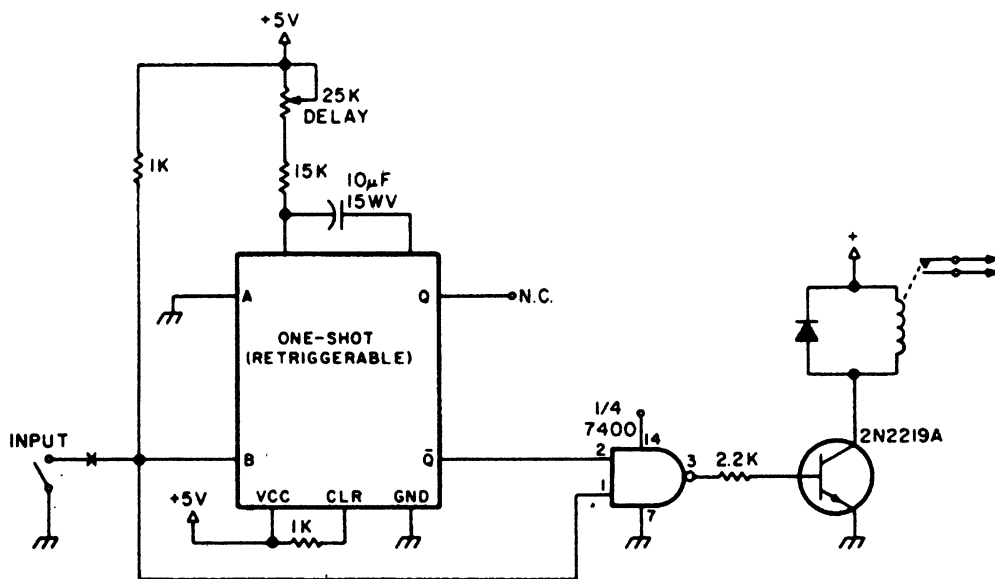 +5V
25K
DELAY
1K
15K
10µF
15WV
+
A
Q
N.C.
ONE-SHOT
(RETRIGGERABLE)
INPUT
B
Q̄
1/4
7400
14
2
3
1
7
2.2K
2N2219A
+5V
VCC
CLR
GND
1K